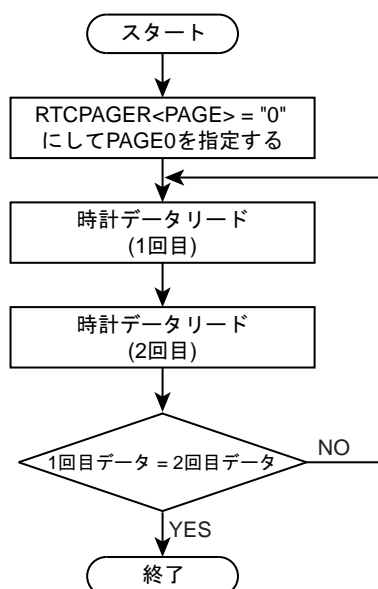 スタート
RTCPAGER<PAGE> = "0"
にしてPAGE0を指定する
時計データリード
(1回目)
時計データリード
(2回目)
1回目データ = 2回目データ
NO
YES
終了